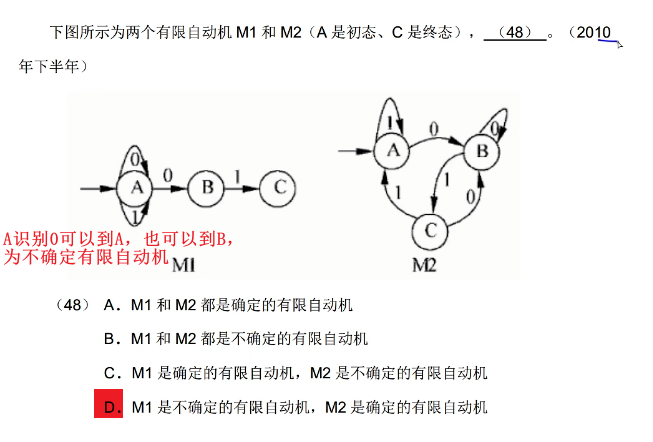 下图所示为两个有限自动机 M1 和 M2（A 是初态、C 是终态），（48）。（2010
年下半年）
0
A
1
0
B
1
C
1
A
0
B
0
1
1
0
C
A识别0可以到A，也可以到B，
为不确定有限自动机
M1
M2
（48） A．M1 和 M2 都是确定的有限自动机
B．M1 和 M2 都是不确定的有限自动机
C．M1 是确定的有限自动机，M2 是不确定的有限自动机
D．M1 是不确定的有限自动机，M2 是确定的有限自动机